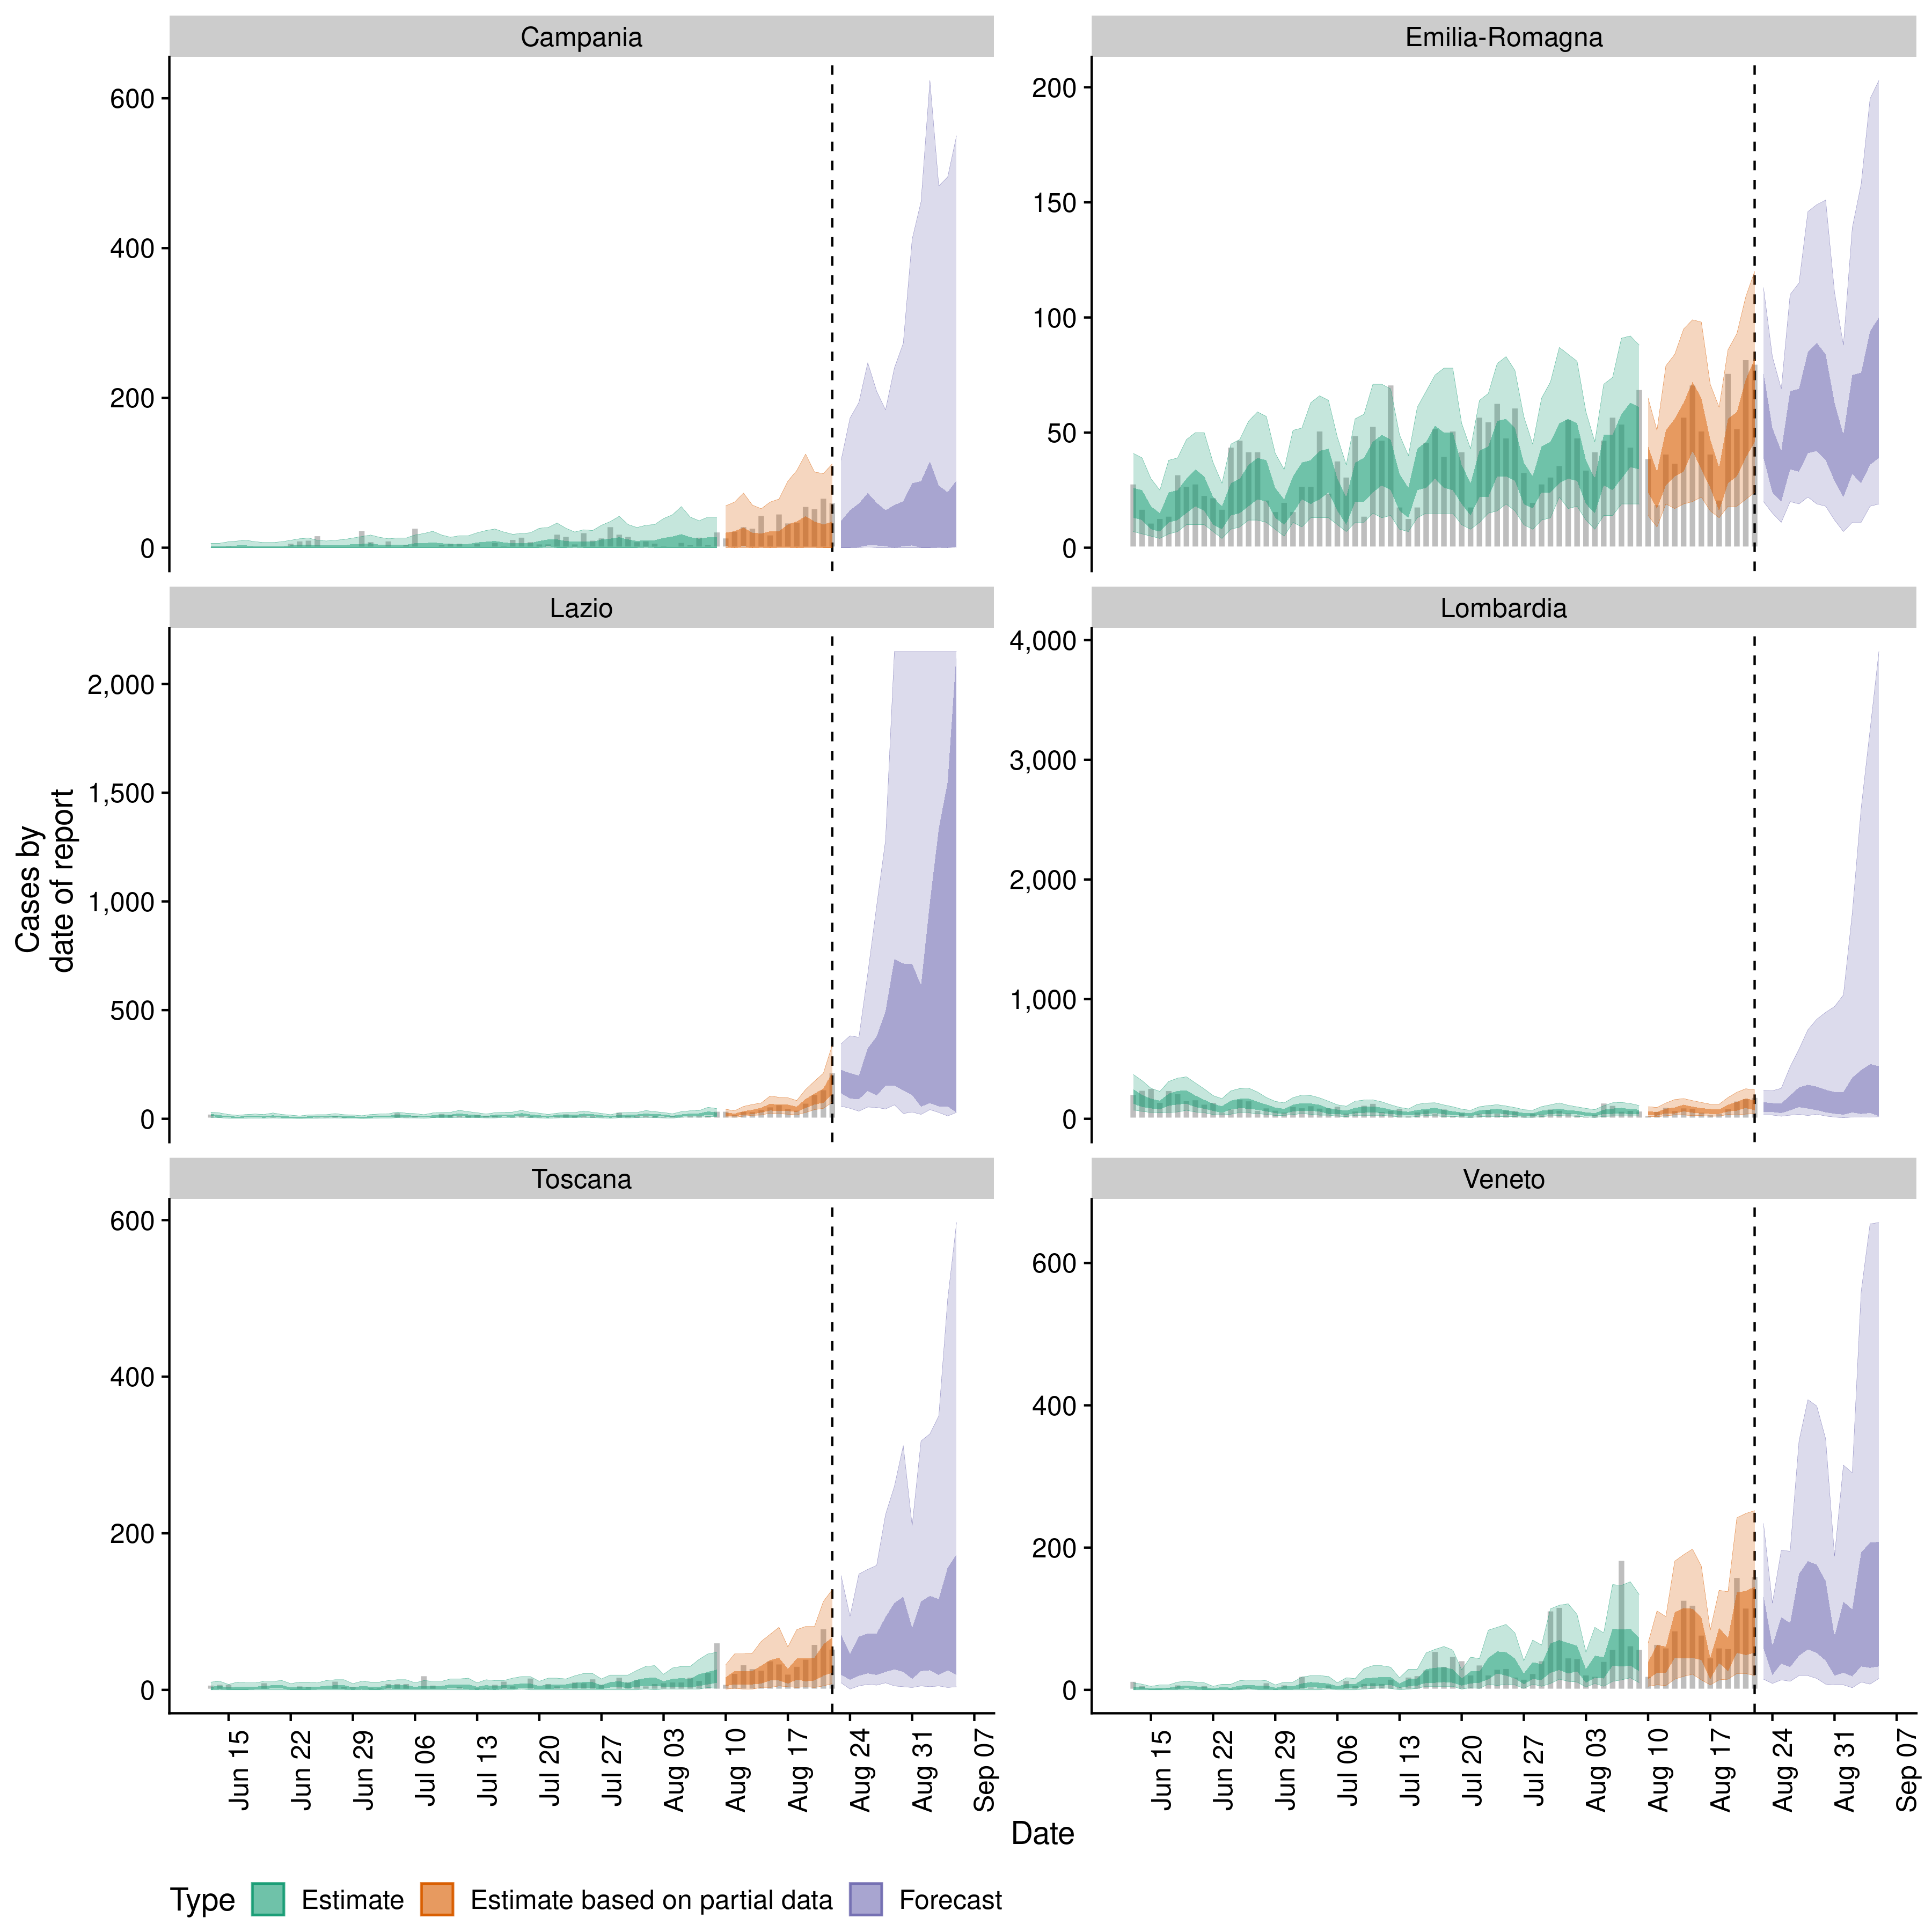 Campania
Emilia-Romagna
600
400
200
0
200
150
100
50
0
Lazio
Lombardia
2,000
1,500
1,000
500
0
4,000
3,000
2,000
1,000
0
Cases by
date of report
Toscana
Veneto
600
400
200
0
600
400
200
0
Jun 15
Jun 22
Jun 29
Jul 06
Jul 13
Jul 20
Jul 27
Aug 03
Aug 10
Aug 17
Aug 24
Aug 31
Sep 07
Jun 15
Jun 22
Jun 29
Jul 06
Jul 13
Jul 20
Jul 27
Aug 03
Aug 10
Aug 17
Aug 24
Aug 31
Sep 07
Date
Type Estimate Estimate based on partial data Forecast